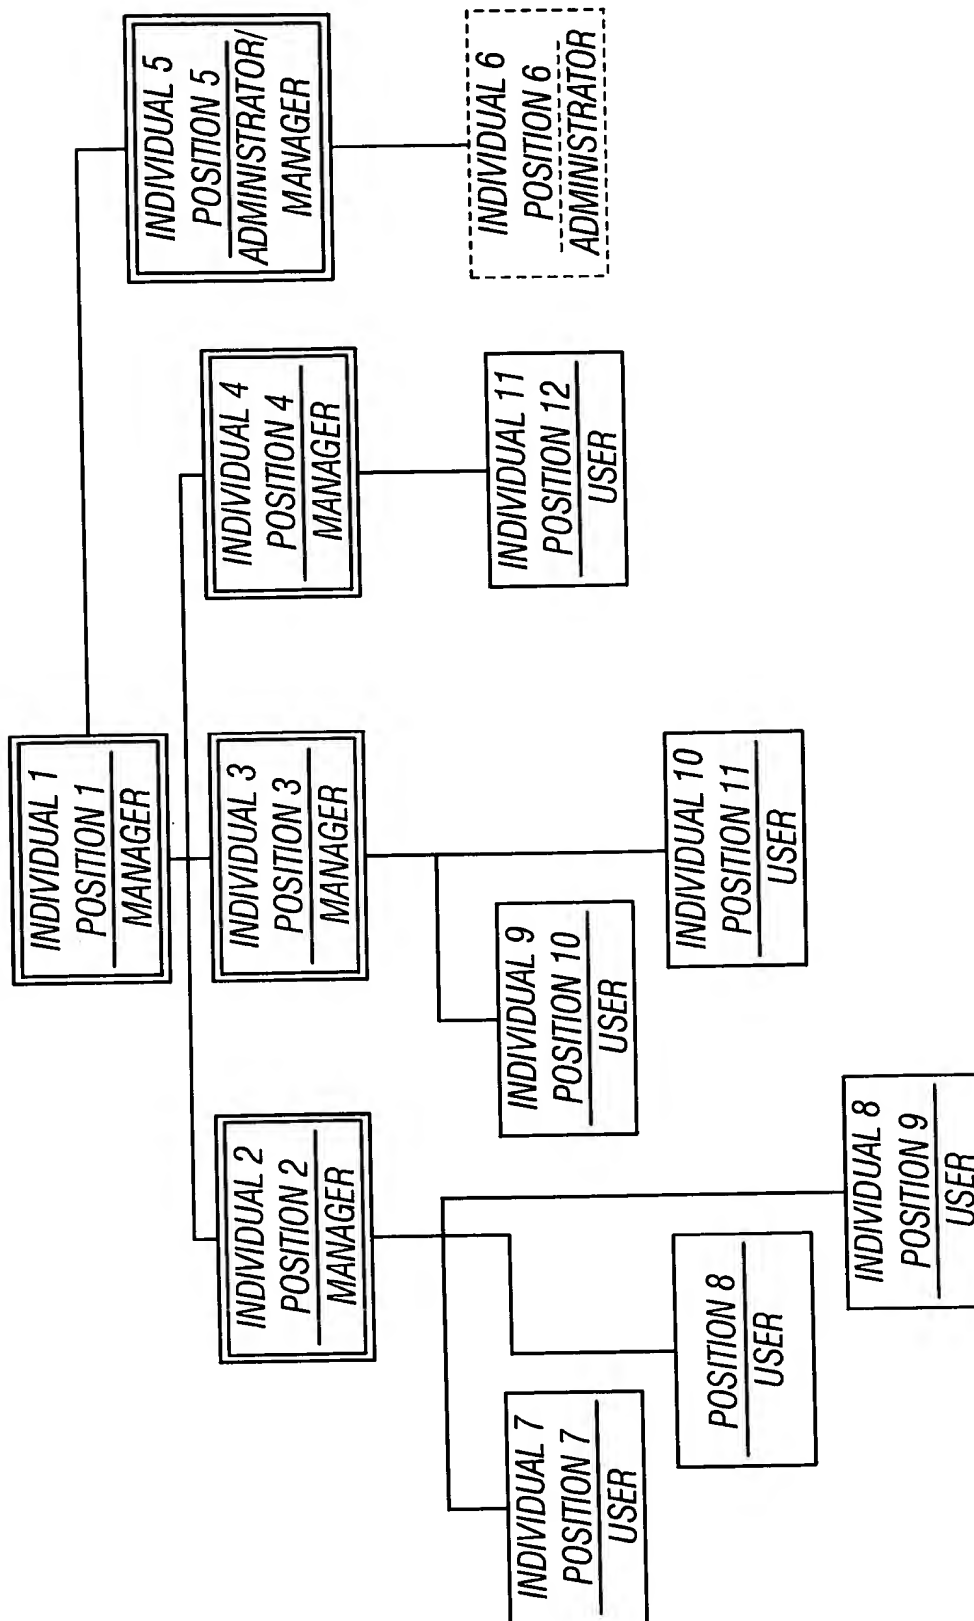 INDIVIDUAL 1
POSITION 1
MANAGER
INDIVIDUAL 2
POSITION 2
MANAGER
INDIVIDUAL 3
POSITION 3
MANAGER
INDIVIDUAL 4
POSITION 4
MANAGER
INDIVIDUAL 5
POSITION 5
ADMINISTRATOR/
MANAGER
INDIVIDUAL 7
POSITION 7
USER
POSITION 8
USER
INDIVIDUAL 8
POSITION 9
USER
INDIVIDUAL 9
POSITION 10
USER
INDIVIDUAL 10
POSITION 11
USER
INDIVIDUAL 11
POSITION 12
USER
INDIVIDUAL 6
POSITION 6
ADMINISTRATOR